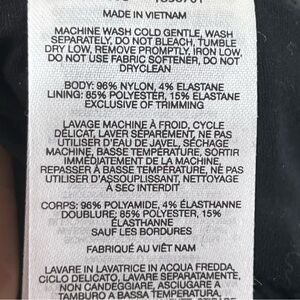 MADE IN VIETNAM
MACHINE WASH COLD GENTLE, WASH
SEPARATELY, DO NOT BLEACH, TUMBLE
DRY LOW, REMOVE PROMPTLY, IRON LOW,
DO NOT USE FABRIC SOFTENER, DO NOT
DRYCLEAN
BODY: 96% NYLON, 4% ELASTANE
LINING: 85% POLYESTER, 15% ELASTANE
EXCLUSIVE OF TRIMMING
LAVAGE MACHINE À FROID, CYCLE
DÉLICAT, LAVER SÉPARÉMENT, NE PAS
UTILISER D'EAU DE JAVEL, SÉCHAGE
MACHINE, BASSE TEMPÉRATURE, SORTIR
IMMÉDIATEMENT DE LA MACHINE,
REPASSER À BASSE TEMPÉRATURE, NE PAS
UTILISER D'ASSOUPLISSANT, NETTOYAGE
À SEC INTERDIT
CORPS: 96% POLYAMIDE, 4% ÉLASTHANNE
DOUBLURE: 85% POLYESTER, 15%
ÉLASTHANNE
SAUF LES BORDURES
FABRIQUÉ AU VIÊT NAM
LAVARE IN LAVATRICE IN ACQUA FREDDA,
CICLO DELICATO, LAVARE SEPARATAMENTE,
NON CANDEGGIARE, ASCIUGARE A
TAMBURO A BASSA TEMPERATURA,